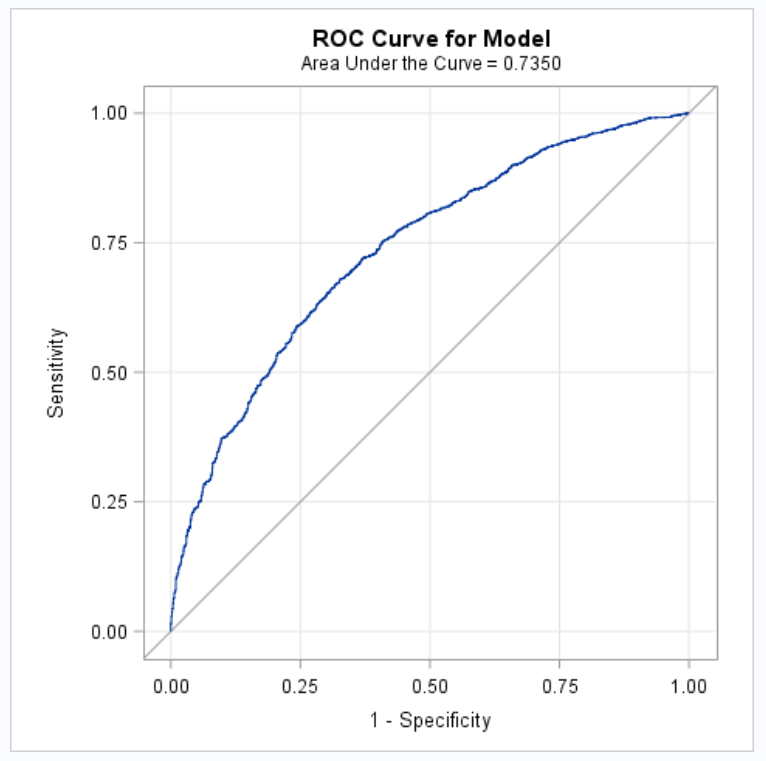 ROC Curve for Model
Area Under the Curve = 0.7350
1.00
0.75
0.50
0.25
0.00
Sensitivity
0.00 0.25 0.50 0.75 1.00
1 - Specificity